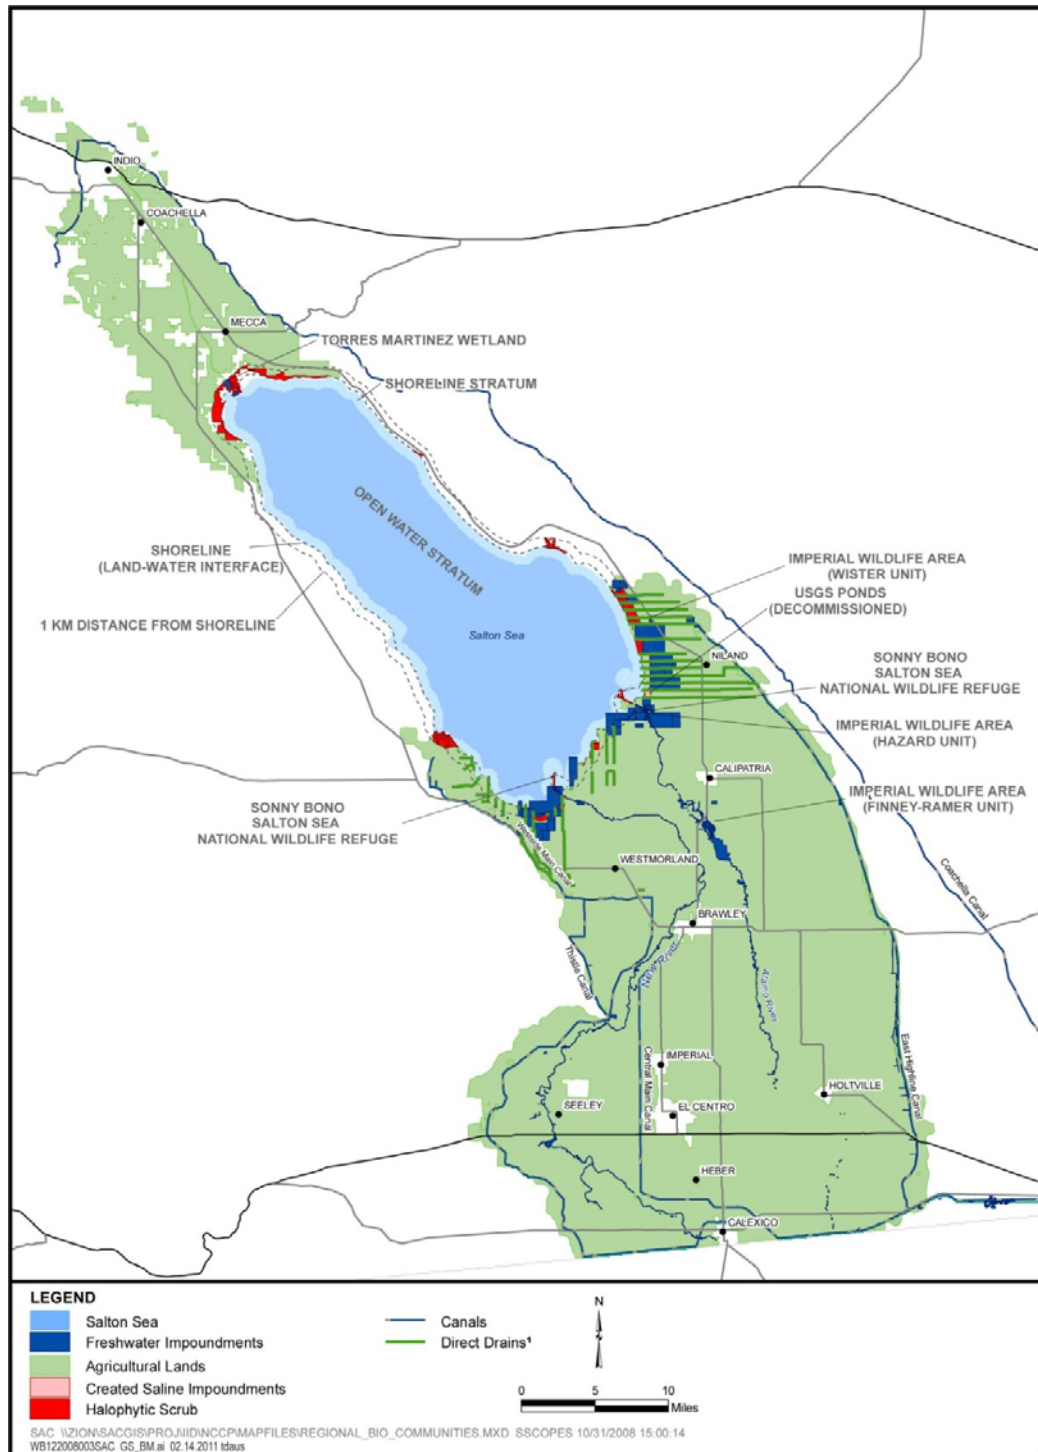 INDIO
COACHELLA
MECCA
TORRES MARTINEZ WETLAND
SHORELINE STRATUM
OPEN WATER STRATUM
SHORELINE
(LAND-WATER INTERFACE)
IMPERIAL WILDLIFE AREA
(WISTER UNIT)
USGS PONDS
(DECOMMISSIONED)
1 KM DISTANCE FROM SHORELINE
Salton Sea
NILAND
SONNY BONO
SALTON SEA
NATIONAL WILDLIFE REFUGE
IMPERIAL WILDLIFE AREA
(HAZARD UNIT)
CALIPATRIA
IMPERIAL WILDLIFE AREA
(FINNEY-RAMER UNIT)
SONNY BONO
SALTON SEA
NATIONAL WILDLIFE REFUGE
Westside Main Canal
WESTMORLAND
Coachella Canal
BRAWLEY
New River
Thistle Canal
Alamo River
IMPERIAL
Central Main Canal
East Highline Canal
HOLTVILLE
SEELEY
EL CENTRO
HEBER
CALEXICO
LEGEND
Salton Sea
Freshwater Impoundments
Agricultural Lands
Created Saline Impoundments
Halophytic Scrub
Canals
Direct Drains¹
N
0 5 10
Miles
SAC \\ZION\SACGIS\PROJ\IID\NCCP\MAPFILES\REGIONAL_BIO_COMMUNITIES.MXD SSCOPES 10/31/2008 15:00:14
WB122008003SAC GS_BM.ai 02.14.2011 tdaus